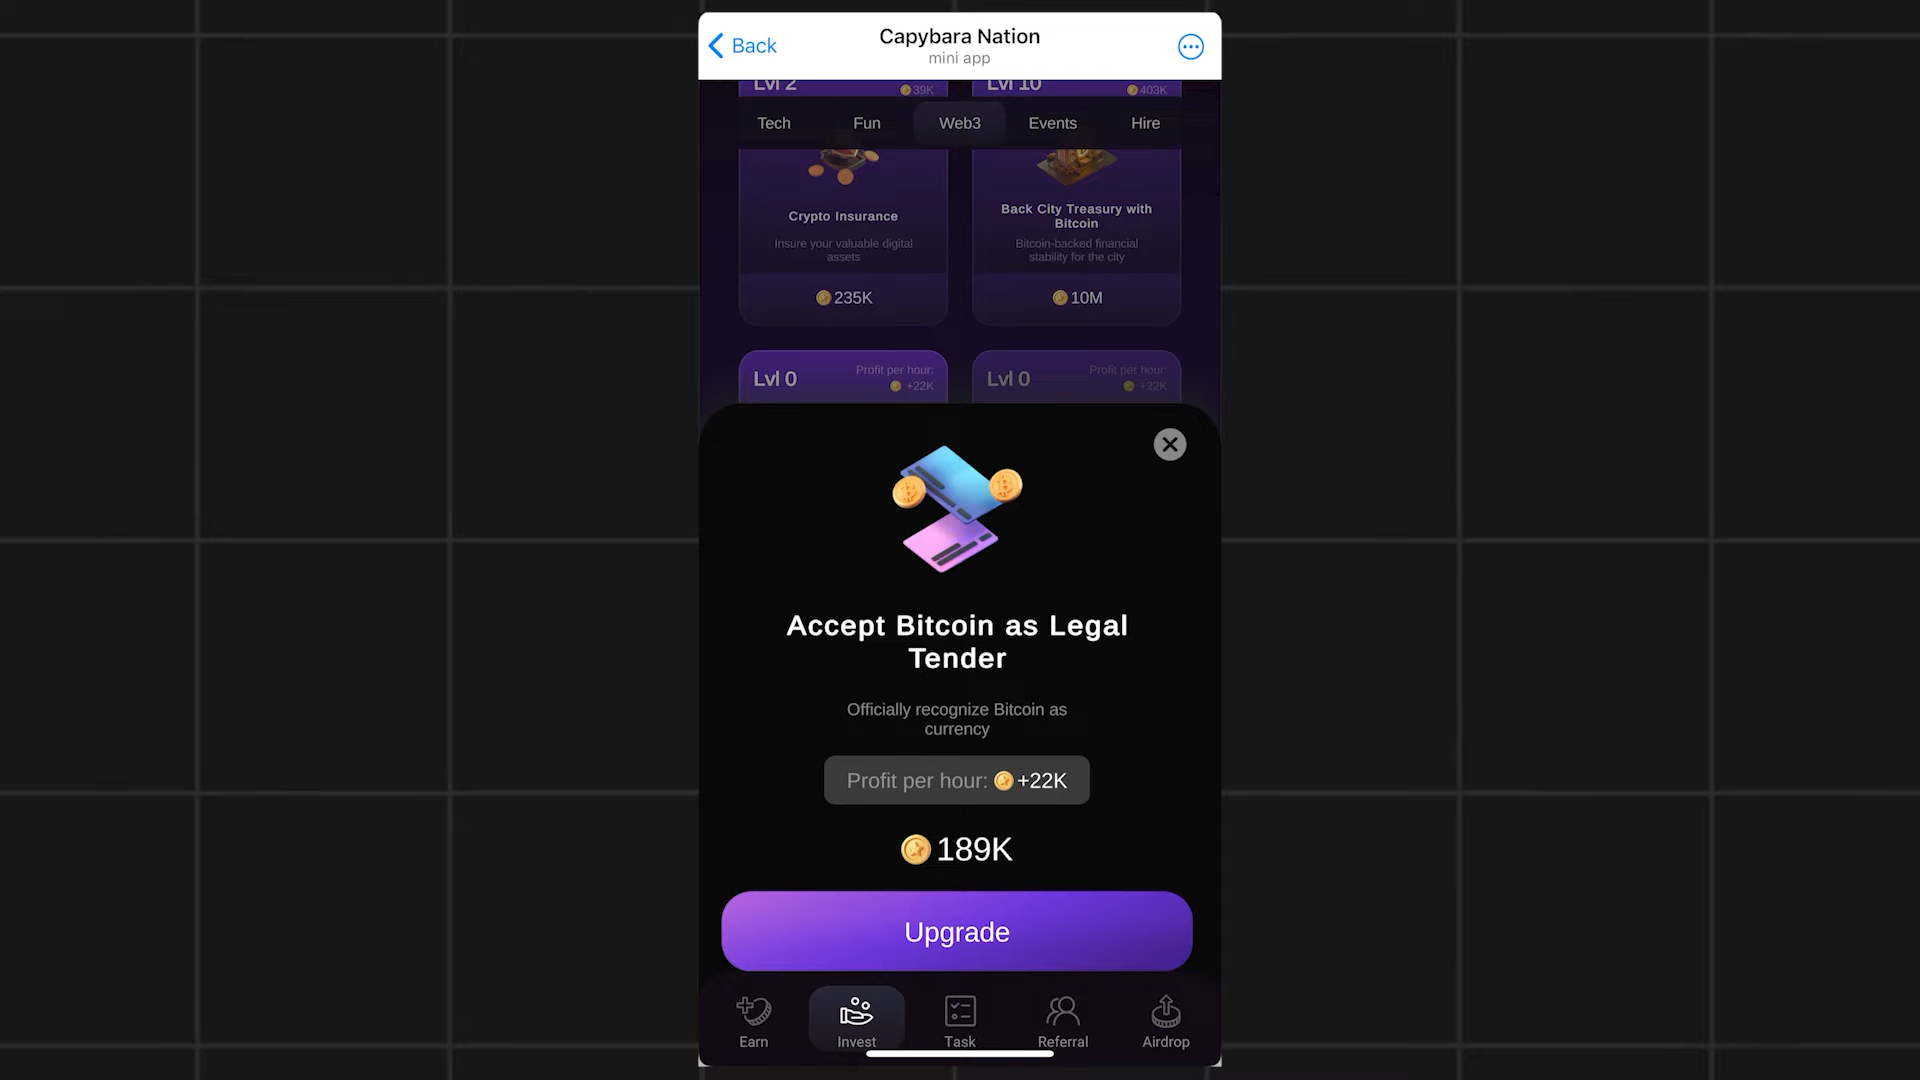 Back
Capybara Nation
mini app
Lvl 2
39K
Lvl 10
403K
Tech
Fun
Web3
Events
Hire
Crypto Insurance
Insure your valuable digital
assets
235K
Back City Treasury with
Bitcoin
Bitcoin-backed financial
stability for the city
10M
Lvl 0
Profit per hour:
+22K
Lvl 0
Profit per hour:
+22K
Accept Bitcoin as Legal
Tender
Officially recognize Bitcoin as
currency
Profit per hour: +22K
189K
Upgrade
Earn
Invest
Task
Referral
Airdrop